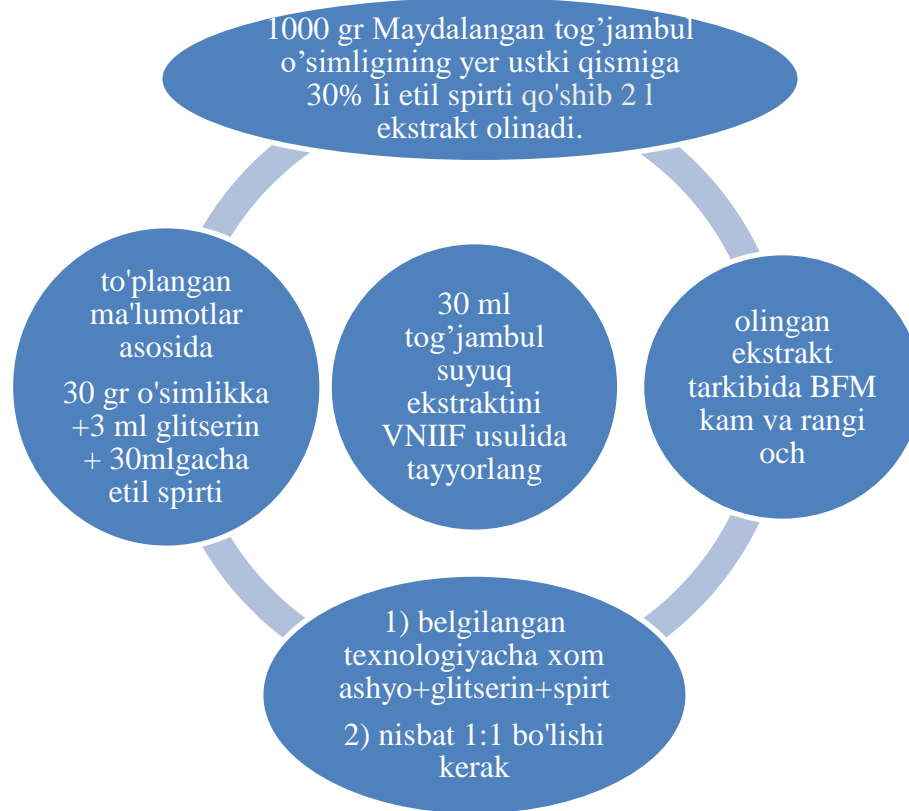 1000 gr Maydalangan tog’jambul
o’simligining yer ustki qismiga
30% li etil spirti qo'shib 2 l
ekstrakt olinadi.
to'plangan
ma'lumotlar
asosida
30 gr o'simlikka
+3 ml glitserin
+ 30mlgacha
etil spirti
30 ml
tog’jambul
suyuq
ekstraktini
VNIIF usulida
tayyorlang
olingan
ekstrakt
tarkibida BFM
kam va rangi
och
1) belgilangan
texnologiyacha xom
ashyo+glitserin+spirt
2) nisbat 1:1 bo'lishi
kerak